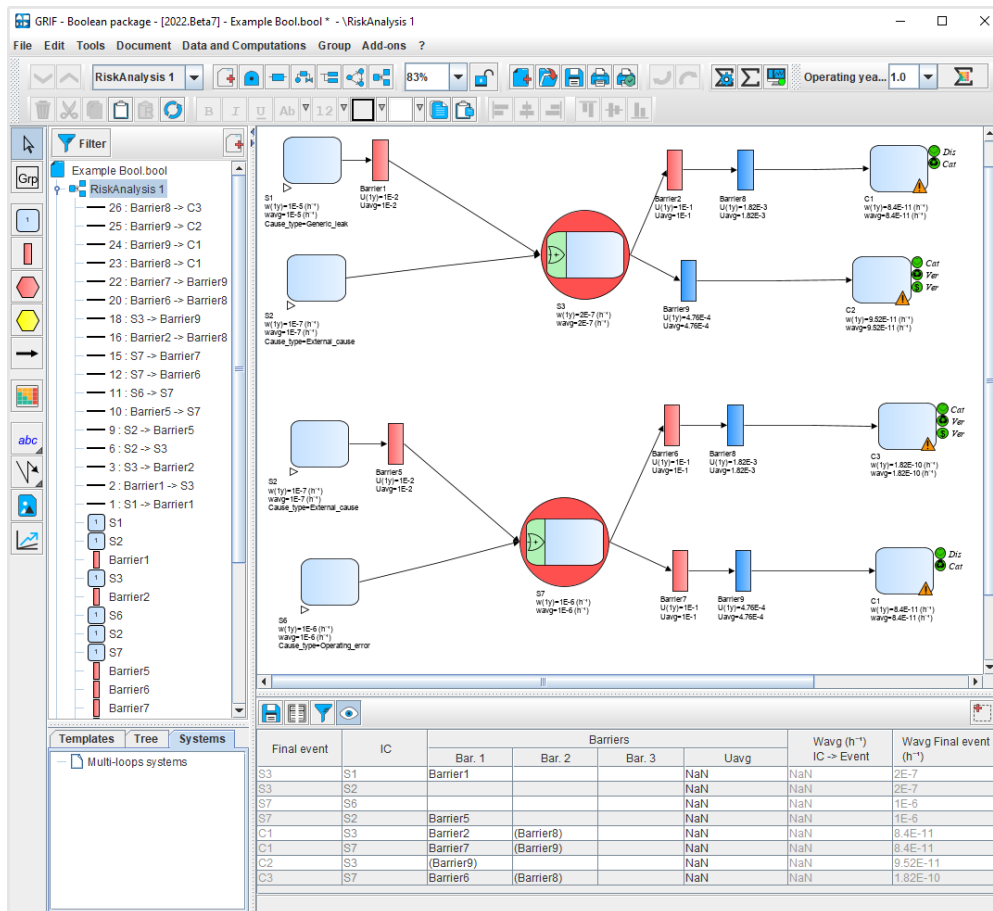 GRIF - Boolean package - [2022.Beta7] - Example Bool.bool * - \RiskAnalysis 1
File Edit Tools Document Data and Computations Group Add-ons ?
RiskAnalysis 1 83% Operating yea... 1.0
B I U Ab 12
Filter
Grp
abc
Example Bool.bool
RiskAnalysis 1
26 : Barrier8 -> C3
25 : Barrier9 -> C2
24 : Barrier9 -> C1
23 : Barrier8 -> C1
22 : Barrier7 -> Barrier9
20 : Barrier6 -> Barrier8
18 : S3 -> Barrier9
16 : Barrier2 -> Barrier8
15 : S7 -> Barrier7
12 : S7 -> Barrier6
11 : S6 -> S7
10 : Barrier5 -> S7
9 : S2 -> Barrier5
6 : S2 -> S3
3 : S3 -> Barrier2
2 : Barrier1 -> S3
1 : S1 -> Barrier1
1 S1
1 S2
Barrier1
1 S3
Barrier2
1 S6
1 S2
1 S7
Barrier5
Barrier6
Barrier7
Templates Tree Systems
Multi-loops systems
S1
w(1y)=1E-5 (h⁻¹)
wavg=1E-5 (h⁻¹)
Cause_type=Generic_leak
Barrier1
U(1y)=1E-2
Uavg=1E-2
S2
w(1y)=1E-7 (h⁻¹)
wavg=1E-7 (h⁻¹)
Cause_type=External_cause
S3
w(1y)=2E-7 (h⁻¹)
wavg=2E-7 (h⁻¹)
Barrier2
U(1y)=1E-1
Uavg=1E-1
Barrier8
U(1y)=1.82E-3
Uavg=1.82E-3
C1
w(1y)=8.4E-11 (h⁻¹)
wavg=8.4E-11 (h⁻¹)
Diz
Cat
Barrier9
U(1y)=4.76E-4
Uavg=4.76E-4
C2
w(1y)=9.52E-11 (h⁻¹)
wavg=9.52E-11 (h⁻¹)
Cat
Ver
Ver
S2
w(1y)=1E-7 (h⁻¹)
wavg=1E-7 (h⁻¹)
Cause_type=External_cause
Barrier5
U(1y)=1E-2
Uavg=1E-2
S6
w(1y)=1E-6 (h⁻¹)
wavg=1E-6 (h⁻¹)
Cause_type=Operating_error
S7
w(1y)=1E-6 (h⁻¹)
wavg=1E-6 (h⁻¹)
Barrier6
U(1y)=1E-1
Uavg=1E-1
Barrier8
U(1y)=1.82E-3
Uavg=1.82E-3
C3
w(1y)=1.82E-10 (h⁻¹)
wavg=1.82E-10 (h⁻¹)
Cat
Ver
Ver
Barrier7
U(1y)=1E-1
Uavg=1E-1
Barrier9
U(1y)=4.76E-4
Uavg=4.76E-4
C1
w(1y)=8.4E-11 (h⁻¹)
wavg=8.4E-11 (h⁻¹)
Diz
Cat
Final event IC Barriers Wavg (h⁻¹) IC -> Event Wavg Final event (h⁻¹)
Bar. 1 Bar. 2 Bar. 3 Uavg
S3 S1 Barrier1 NaN NaN 2E-7
S3 S2 NaN NaN 2E-7
S7 S6 NaN NaN 1E-6
S7 S2 Barrier5 NaN NaN 1E-6
C1 S3 Barrier2 (Barrier8) NaN NaN 8.4E-11
C1 S7 Barrier7 (Barrier9) NaN NaN 8.4E-11
C2 S3 (Barrier9) NaN NaN 9.52E-11
C3 S7 Barrier6 (Barrier8) NaN NaN 1.82E-10